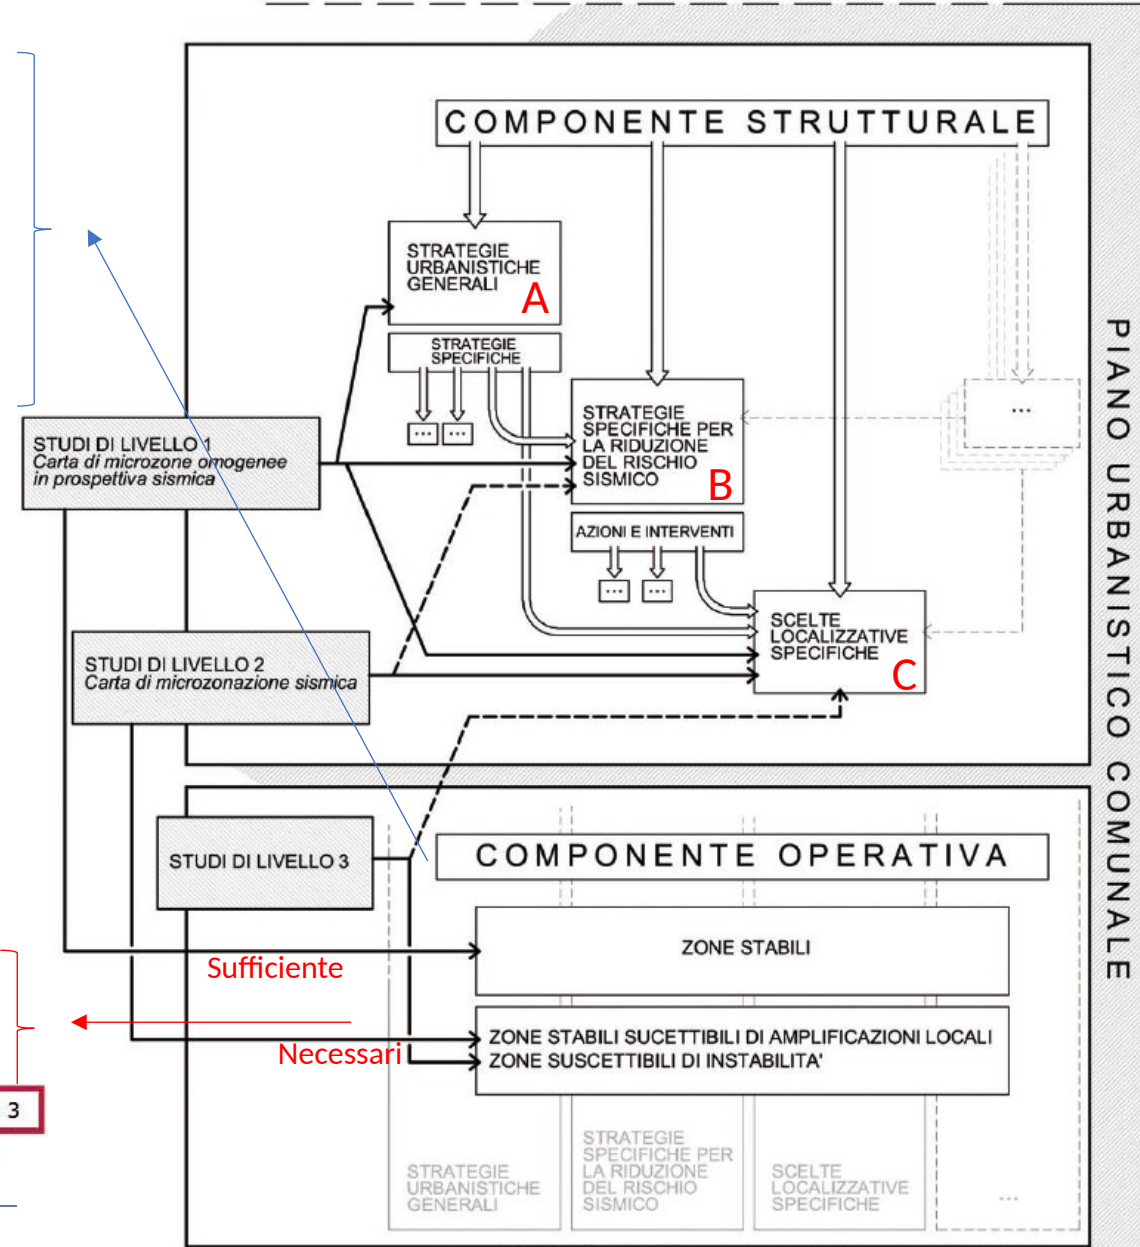 COMPONENTE STRUTTURALE
STRATEGIE
URBANISTICHE
GENERALI
A
STRATEGIE
SPECIFICHE
...
...
STRATEGIE
SPECIFICHE PER
LA RIDUZIONE
DEL RISCHIO
SISMICO
B
...
STUDI DI LIVELLO 1
Carta di microzone omogenee
in prospettiva sismica
AZIONI E INTERVENTI
...
...
SCELTE
LOCALIZZATIVE
SPECIFICHE
C
STUDI DI LIVELLO 2
Carta di microzonazione sismica
PIANO URBANISTICO COMUNALE
STUDI DI LIVELLO 3
COMPONENTE OPERATIVA
ZONE STABILI
Sufficiente
ZONE STABILI SUCETTIBILI DI AMPLIFICAZIONI LOCALI
ZONE SUSCETTIBILI DI INSTABILITA'
Necessari
3
STRATEGIE
URBANISTICHE
GENERALI
STRATEGIE
SPECIFICHE PER
LA RIDUZIONE
DEL RISCHIO
SISMICO
SCELTE
LOCALIZZATIVE
SPECIFICHE
...